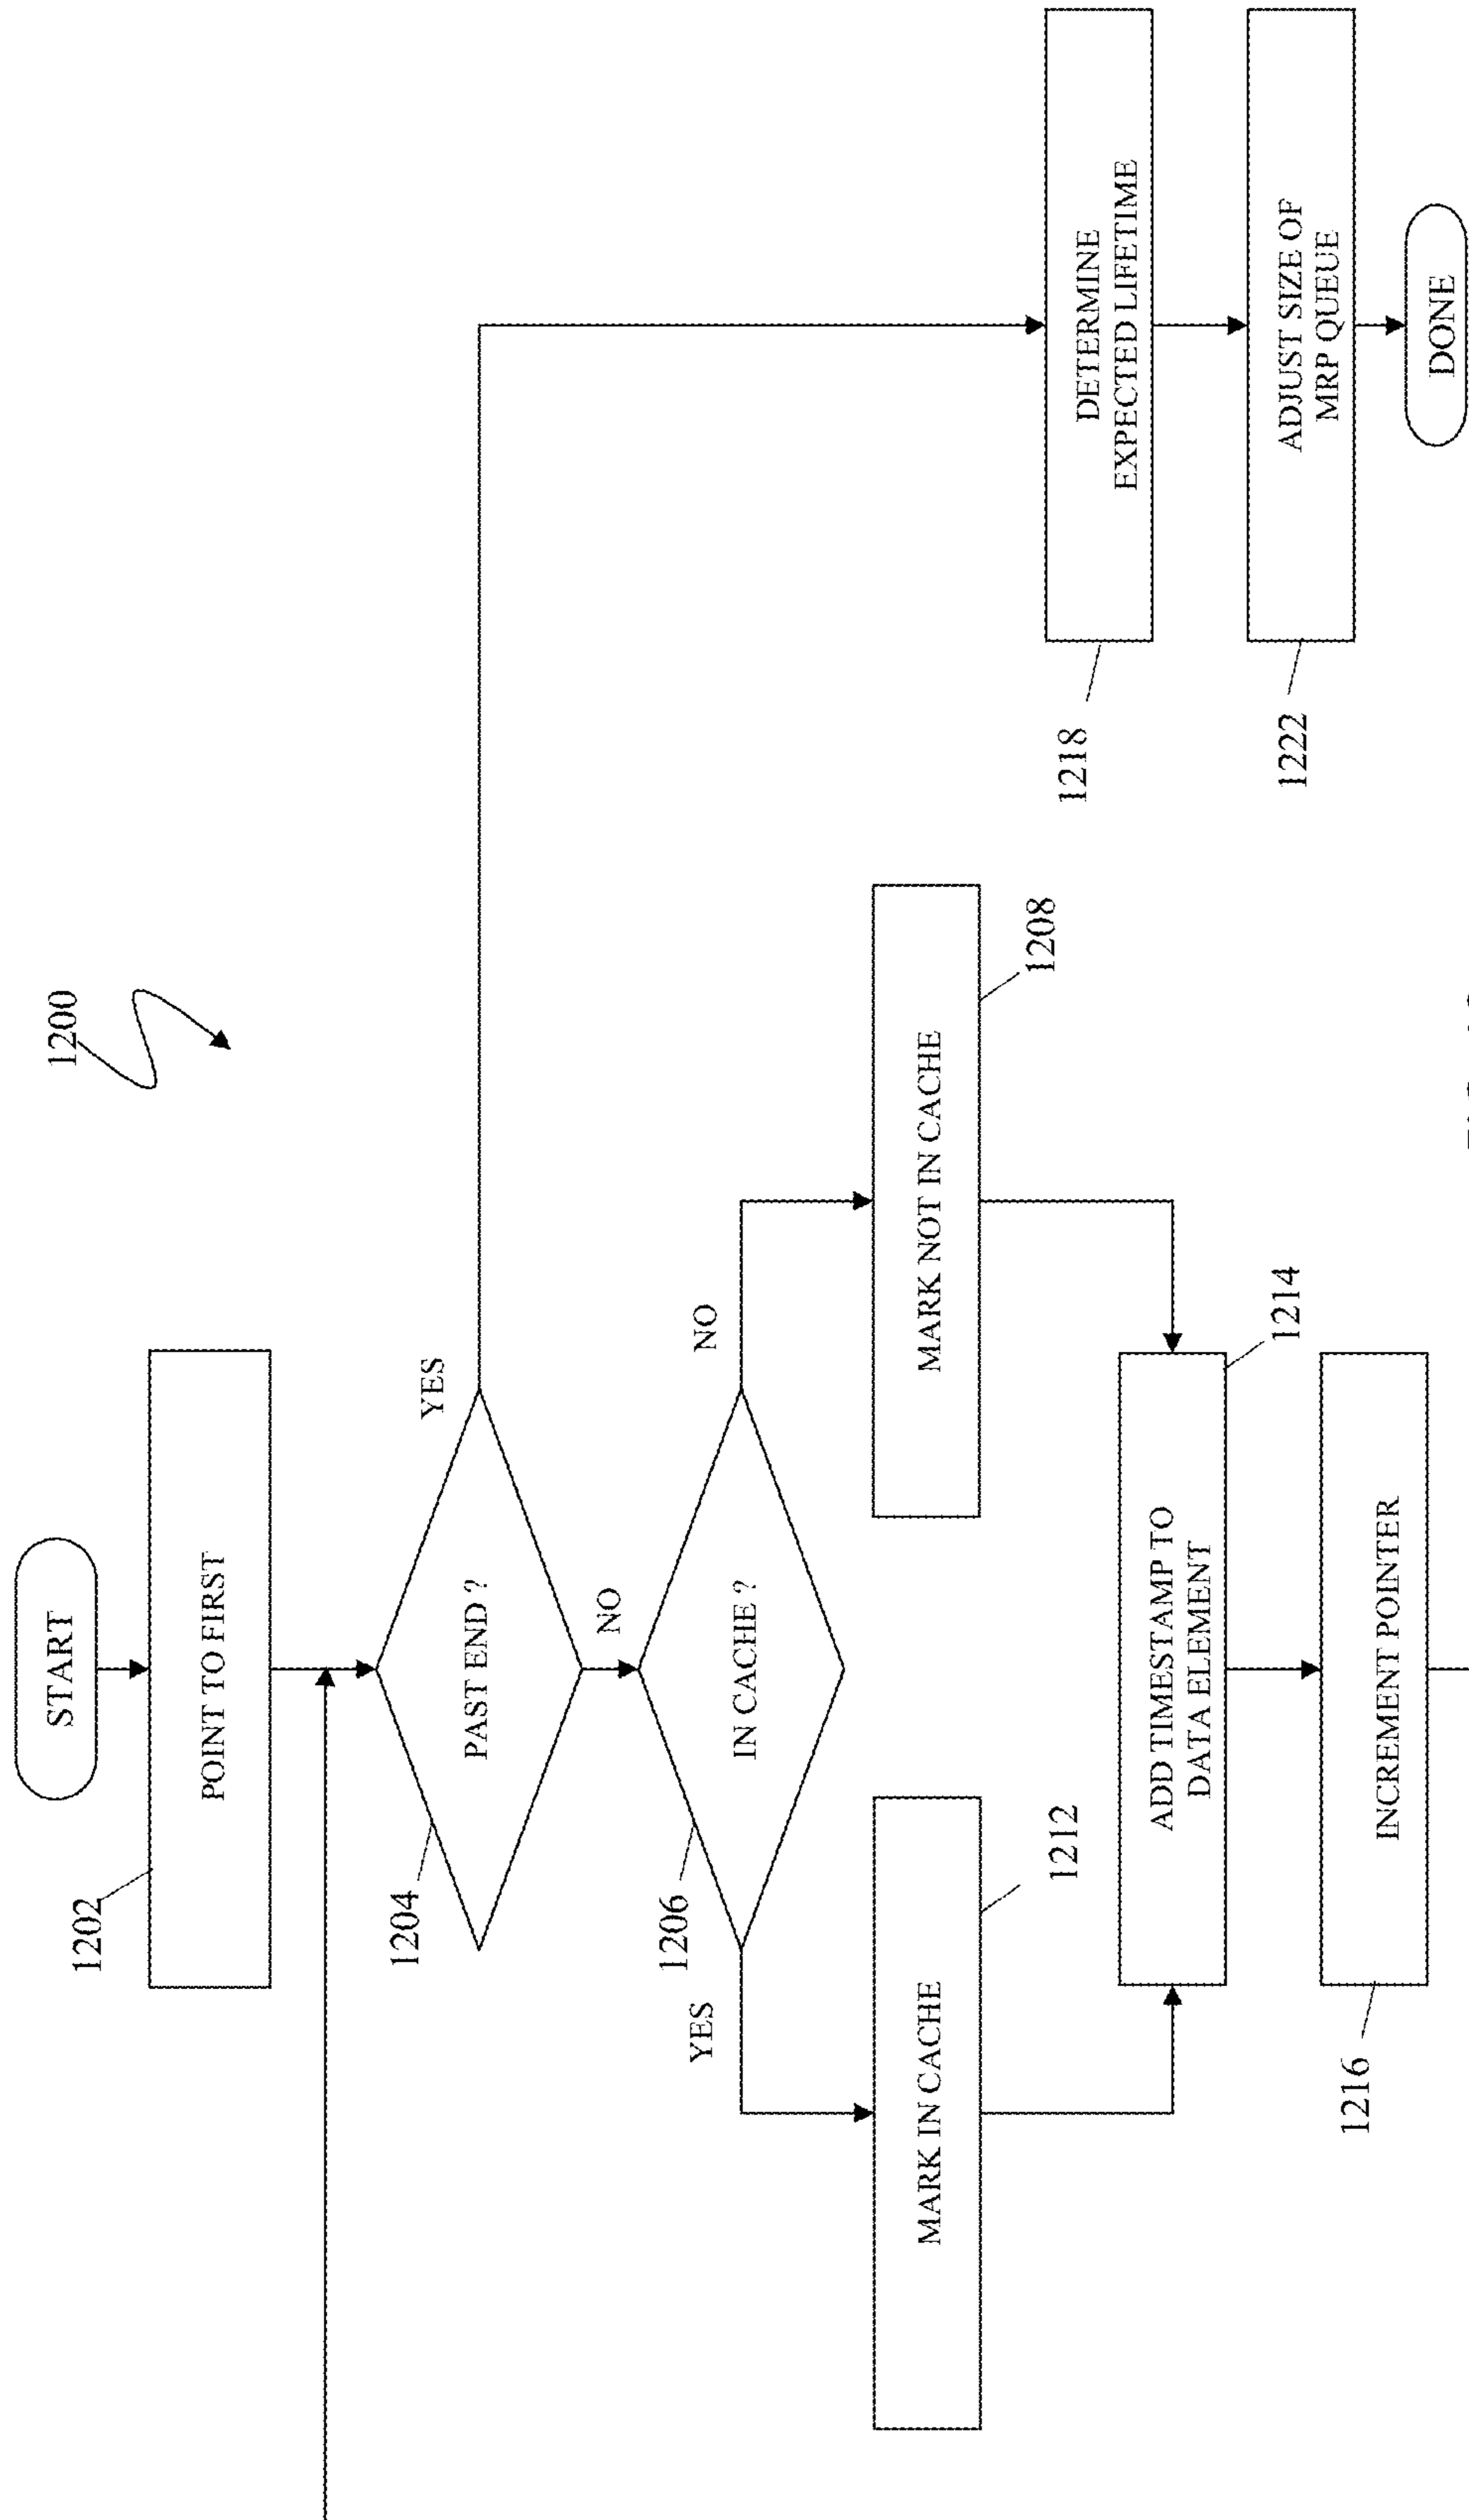 1200
START
1202
POINT TO FIRST
1204
PAST END ?
YES
NO
1206
IN CACHE ?
YES
NO
MARK IN CACHE
1212
MARK NOT IN CACHE
1208
ADD TIMESTAMP TO
DATA ELEMENT
1214
INCREMENT POINTER
1216
DETERMINE
EXPECTED LIFETIME
1218
ADJUST SIZE OF
MRP QUEUE
1222
DONE